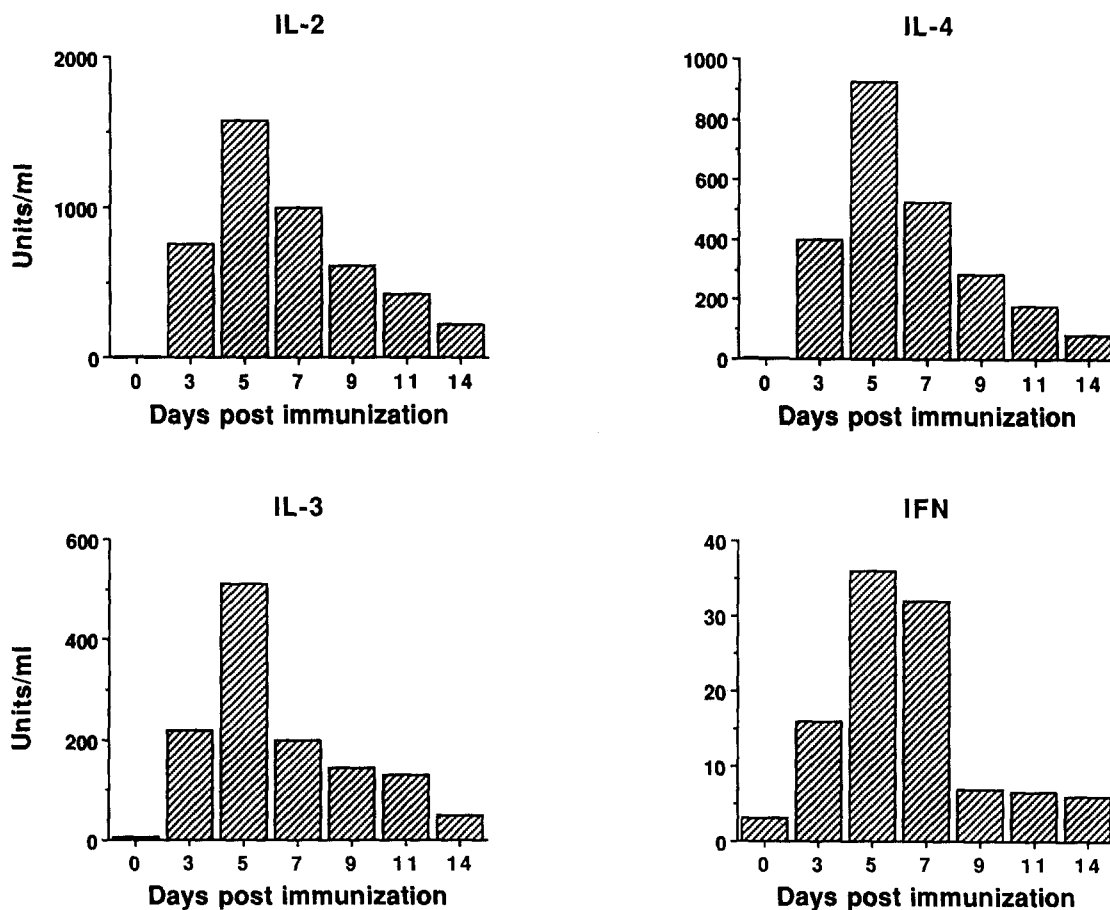 IL-2
2000
1000
0
Units/ml
0 3 5 7 9 11 14
Days post immunization
IL-4
1000
800
600
400
200
0
0 3 5 7 9 11 14
Days post immunization
IL-3
600
400
200
0
Units/ml
0 3 5 7 9 11 14
Days post immunization
IFN
40
30
20
10
0
0 3 5 7 9 11 14
Days post immunization